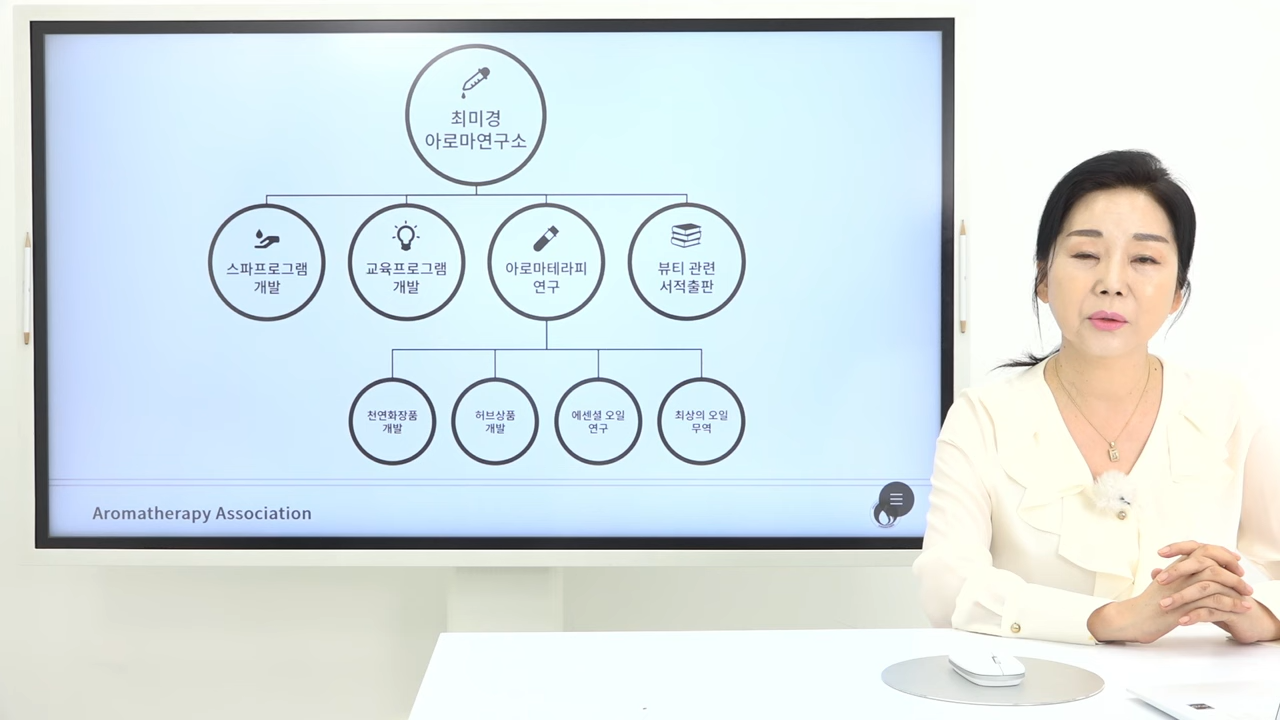 최미경
아로마연구소
스파프로그램
개발
교육프로그램
개발
아로마테라피
연구
뷰티 관련
서적출판
천연화장품
개발
허브상품
개발
에센셜 오일
연구
최상의 오일
무역
Aromatherapy Association